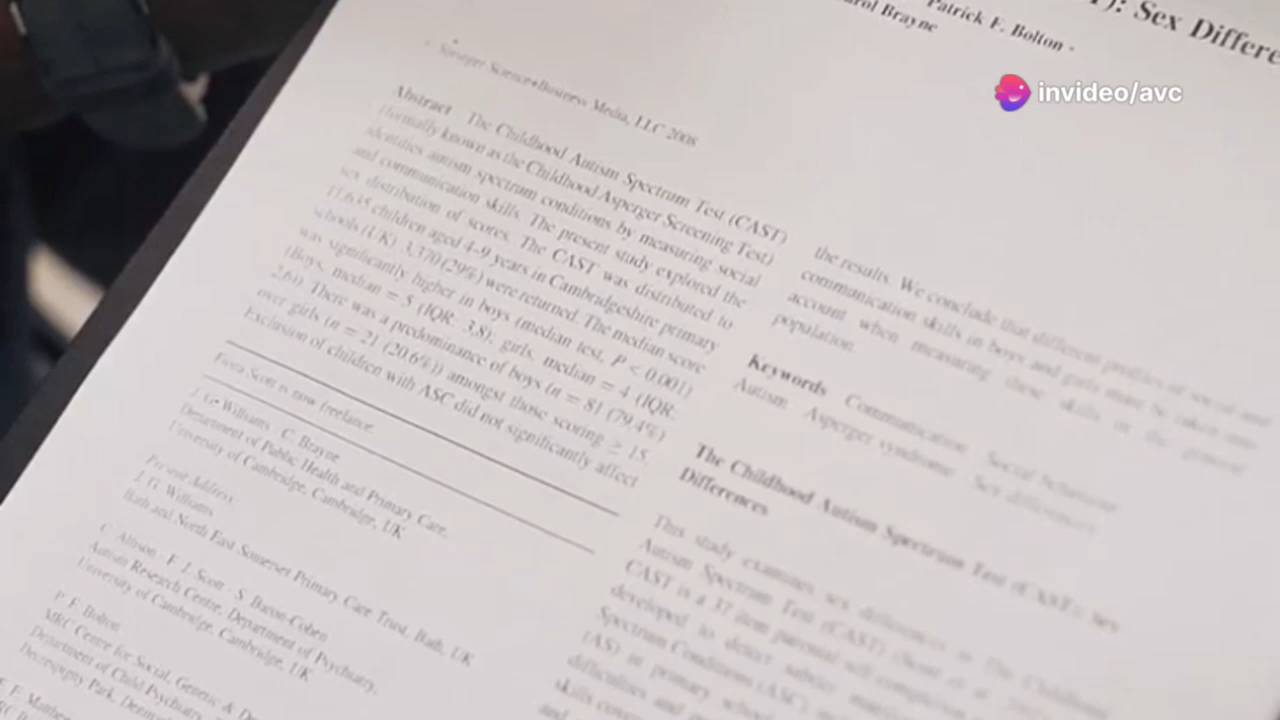 T): Sex Differe
Patrick F. Bolton ·
rol Brayne
invideo/avc
Springer Science+Business Media, LLC 2008
Abstract The Childhood Autism Spectrum Test (CAST)
(formally known as the Childhood Asperger Screening Test)
identifies autism spectrum conditions by measuring social
and communication skills. The present study explored the
sex distribution of scores. The CAST was distributed to
11,635 children aged 4–9 years in Cambridgeshire primary
schools (UK). 3,370 (29%) were returned. The median score
was significantly higher in boys (median test, P < 0.001)
(Boys, median = 5 (IQR: 3,8); girls, median = 4 (IQR:
2,6)). There was a predominance of boys (n = 81 (79.4%)
over girls (n = 21 (20.6%)) amongst those scoring ≥ 15.
Exclusion of children with ASC did not significantly affect
Fiona Scott is now freelance.
J. G. Williams · C. Brayne
Department of Public Health and Primary Care,
University of Cambridge, Cambridge, UK
Present Address:
J. G. Williams
Bath and North East Somerset Primary Care Trust, Bath, UK
C. Allison · F. J. Scott · S. Baron-Cohen
Autism Research Centre, Department of Psychiatry,
University of Cambridge, Cambridge, UK
P. F. Bolton
MRC Centre for Social, Genetic & De
Department of Child Psychiatry
Decrespigny Park, Denmark
F. E. Matthe
the results. We conclude that different profiles of social and
communication skills in boys and girls must be taken into
account when measuring these skills in the general
population.
Keywords Communication · Social behaviour
Autism · Asperger syndrome · Sex differences
The Childhood Autism Spectrum Test (CAST): Sex
Differences
This study examines sex differences in The Childhood
Autism Spectrum Test (CAST) (Scott et al.
CAST is a 37 item parental self-completion
developed to detect subtle
Spectrum Conditions (ASC),
(AS) in primary school
difficulties and
skills
and